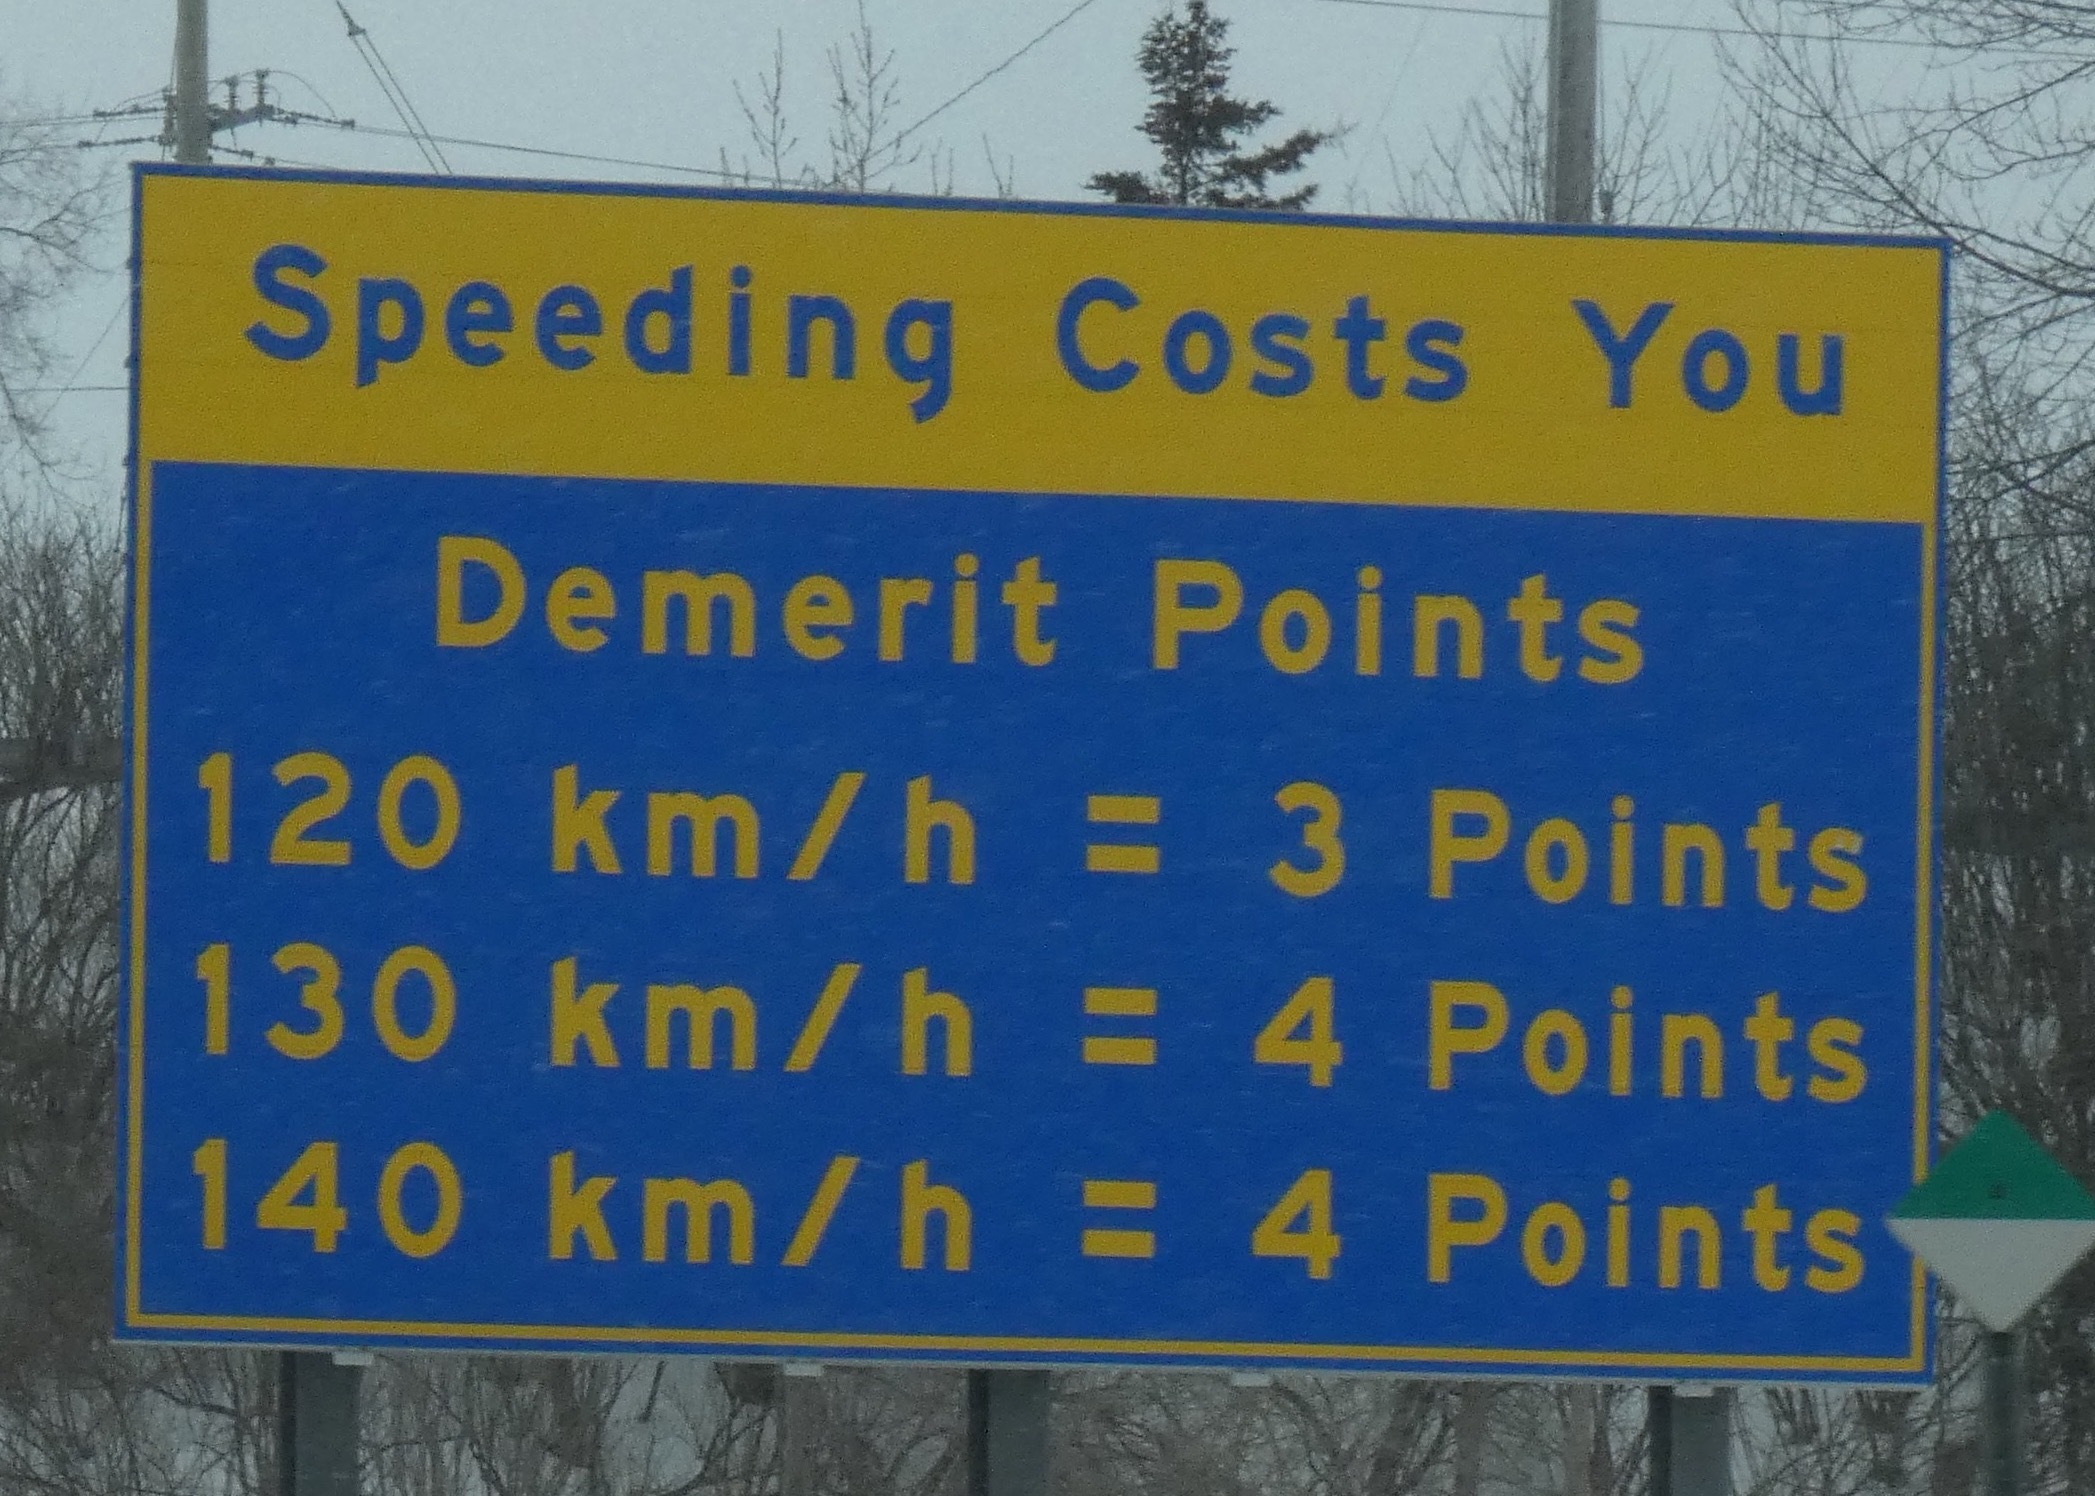 Speeding Costs You
Demerit Points
120 km/h = 3 Points
130 km/h = 4 Points
140 km/h = 4 Points